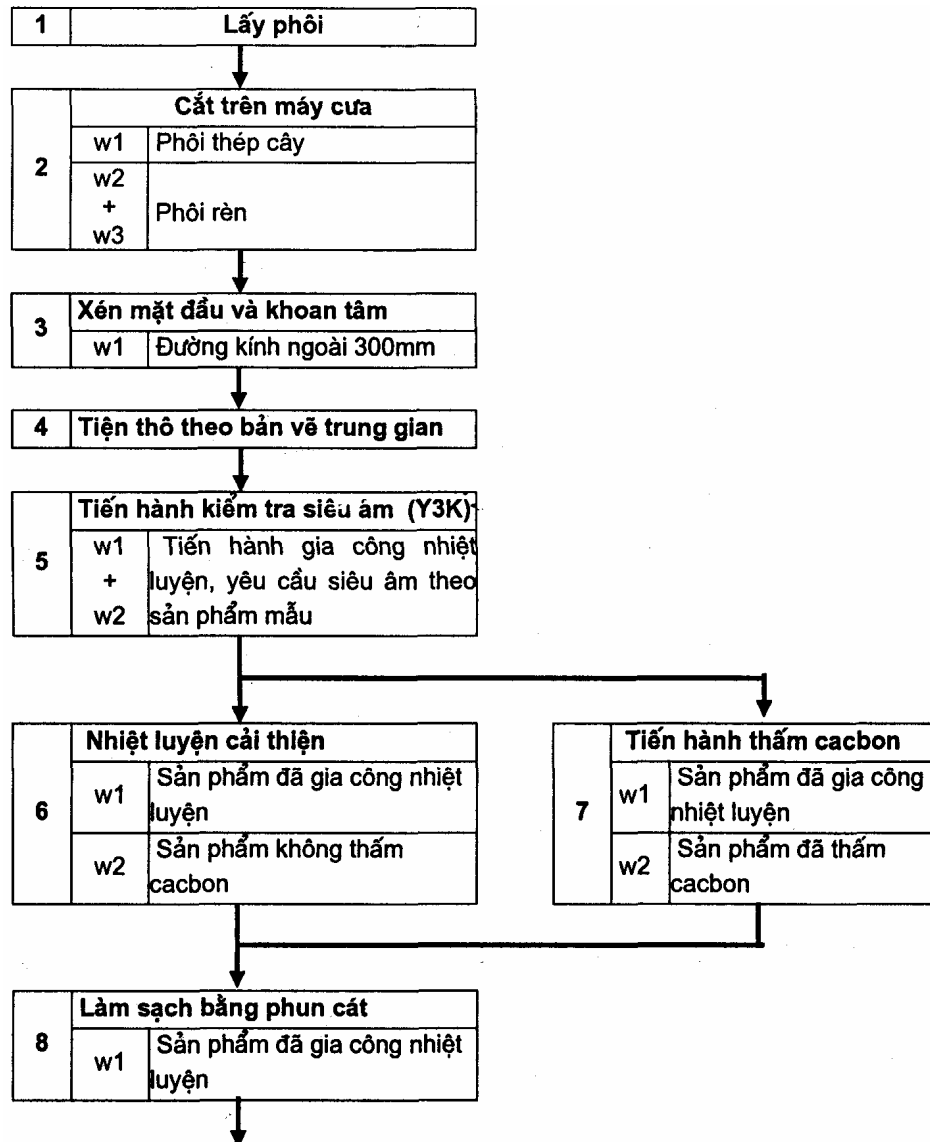 1 Lấy phôi
2 Cắt trên máy cưa
w1 Phôi thép cây
w2
+
w3
Phôi rèn
3 Xén mặt đầu và khoan tâm
w1 Đường kính ngoài 300mm
4 Tiện thô theo bản vẽ trung gian
5 Tiến hành kiểm tra siêu âm (Y3K)
w1
+
w2
Tiến hành gia công nhiệt
luyện, yêu cầu siêu âm theo
sản phẩm mẫu
6 Nhiệt luyện cải thiện
w1 Sản phẩm đã gia công nhiệt
luyện
w2 Sản phẩm không thấm
cacbon
7 Tiến hành thấm cacbon
w1 Sản phẩm đã gia công
nhiệt luyện
w2 Sản phẩm đã thấm
cacbon
8 Làm sạch bằng phun cát
w1 Sản phẩm đã gia công nhiệt
luyện